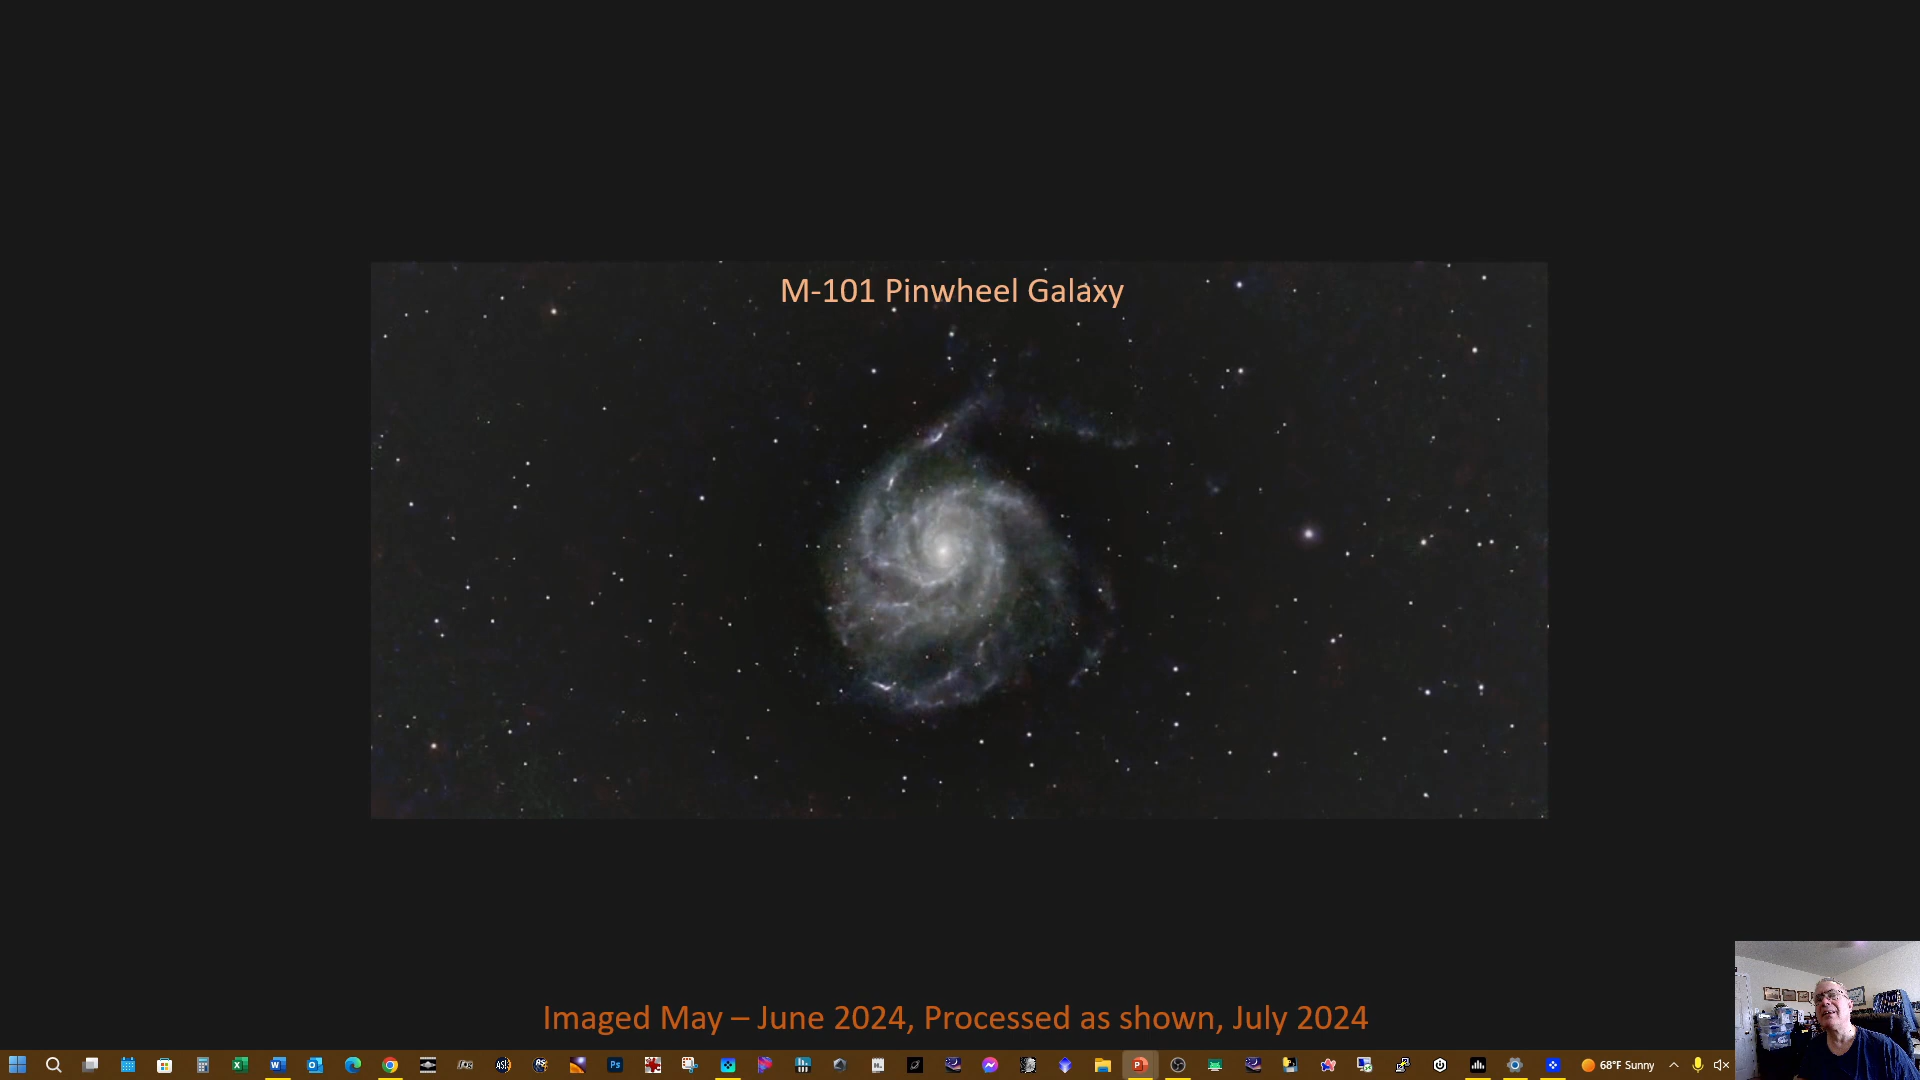 M-101 Pinwheel Galaxy
Imaged May – June 2024, Processed as shown, July 2024
68°F Sunny